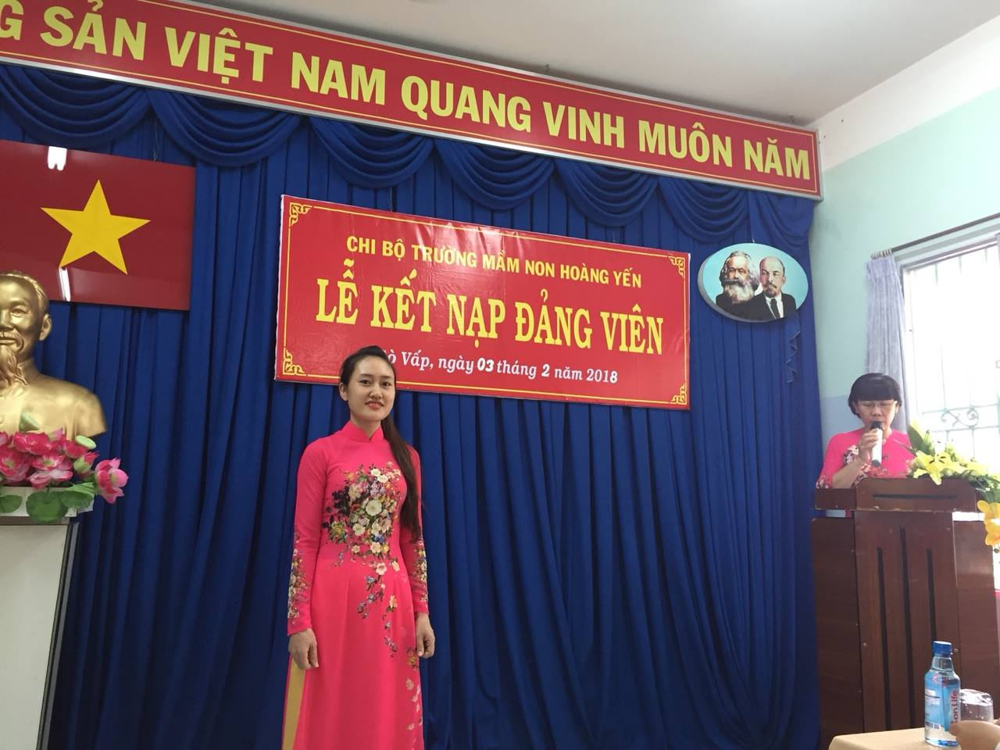 G SẢN VIỆT NAM QUANG VINH MUÔN NĂM
CHI BỘ TRƯỜNG MẦM NON HOÀNG YẾN
LỄ KẾT NẠP ĐẢNG VIÊN
Vấp, ngày 03 tháng 2 năm 2018